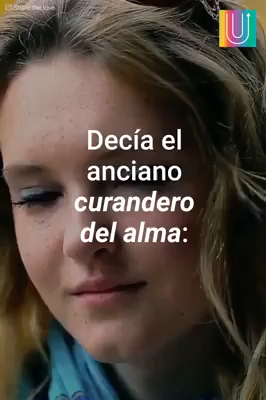 Share the love
U
Decía el
anciano
curandero
del alma: